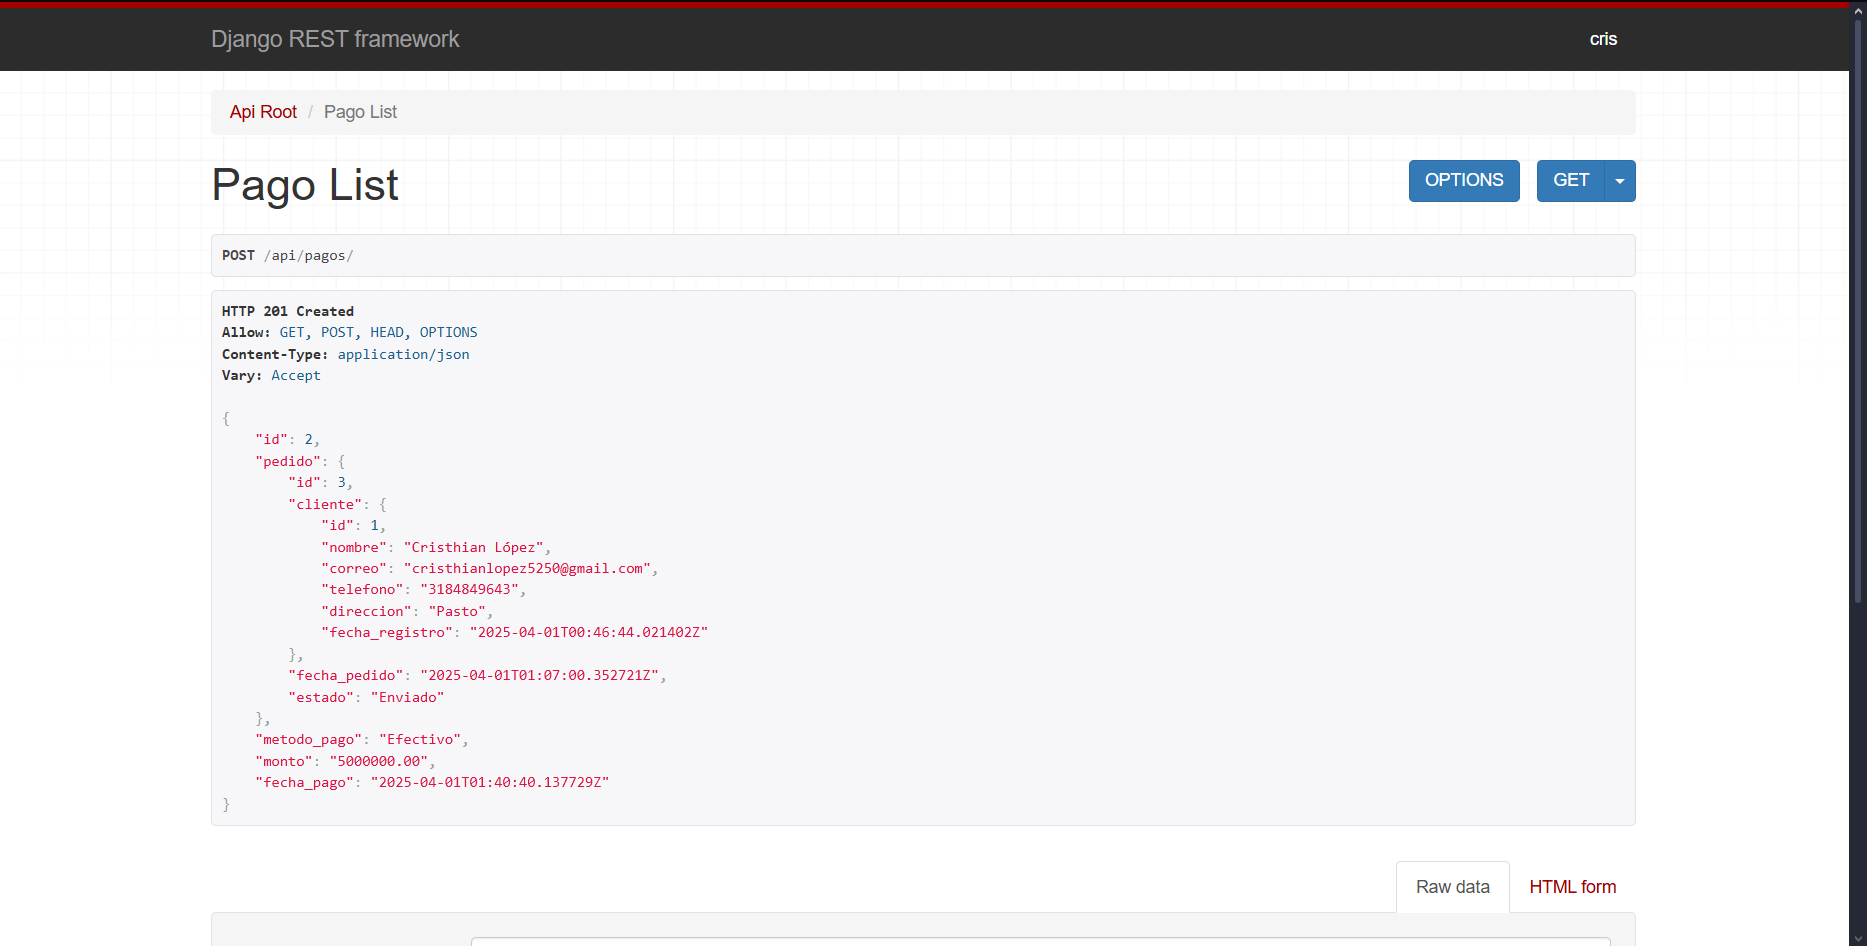 Django REST framework
cris
Api Root / Pago List
Pago List
OPTIONS
GET
POST /api/pagos/
HTTP 201 Created
Allow: GET, POST, HEAD, OPTIONS
Content-Type: application/json
Vary: Accept
{
    "id": 2,
    "pedido": {
        "id": 3,
        "cliente": {
            "id": 1,
            "nombre": "Cristhian López",
            "correo": "cristhianlopez5250@gmail.com",
            "telefono": "3184849643",
            "direccion": "Pasto",
            "fecha_registro": "2025-04-01T00:46:44.021402Z"
        },
        "fecha_pedido": "2025-04-01T01:07:00.352721Z",
        "estado": "Enviado"
    },
    "metodo_pago": "Efectivo",
    "monto": "5000000.00",
    "fecha_pago": "2025-04-01T01:40:40.137729Z"
}
Raw data
HTML form